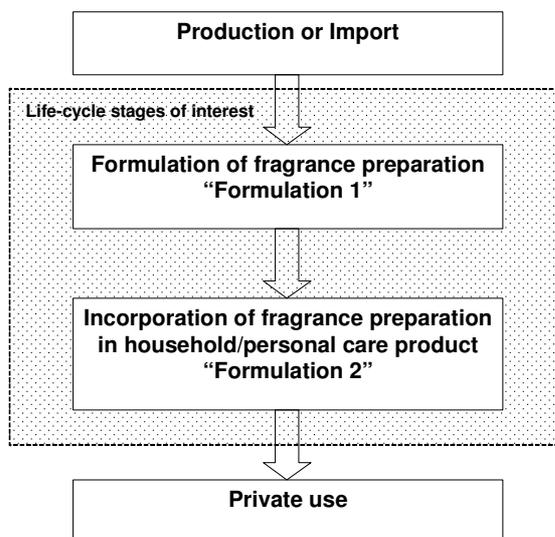 Production or Import
Life-cycle stages of interest
Formulation of fragrance preparation
“Formulation 1”
Incorporation of fragrance preparation
in household/personal care product
“Formulation 2”
Private use